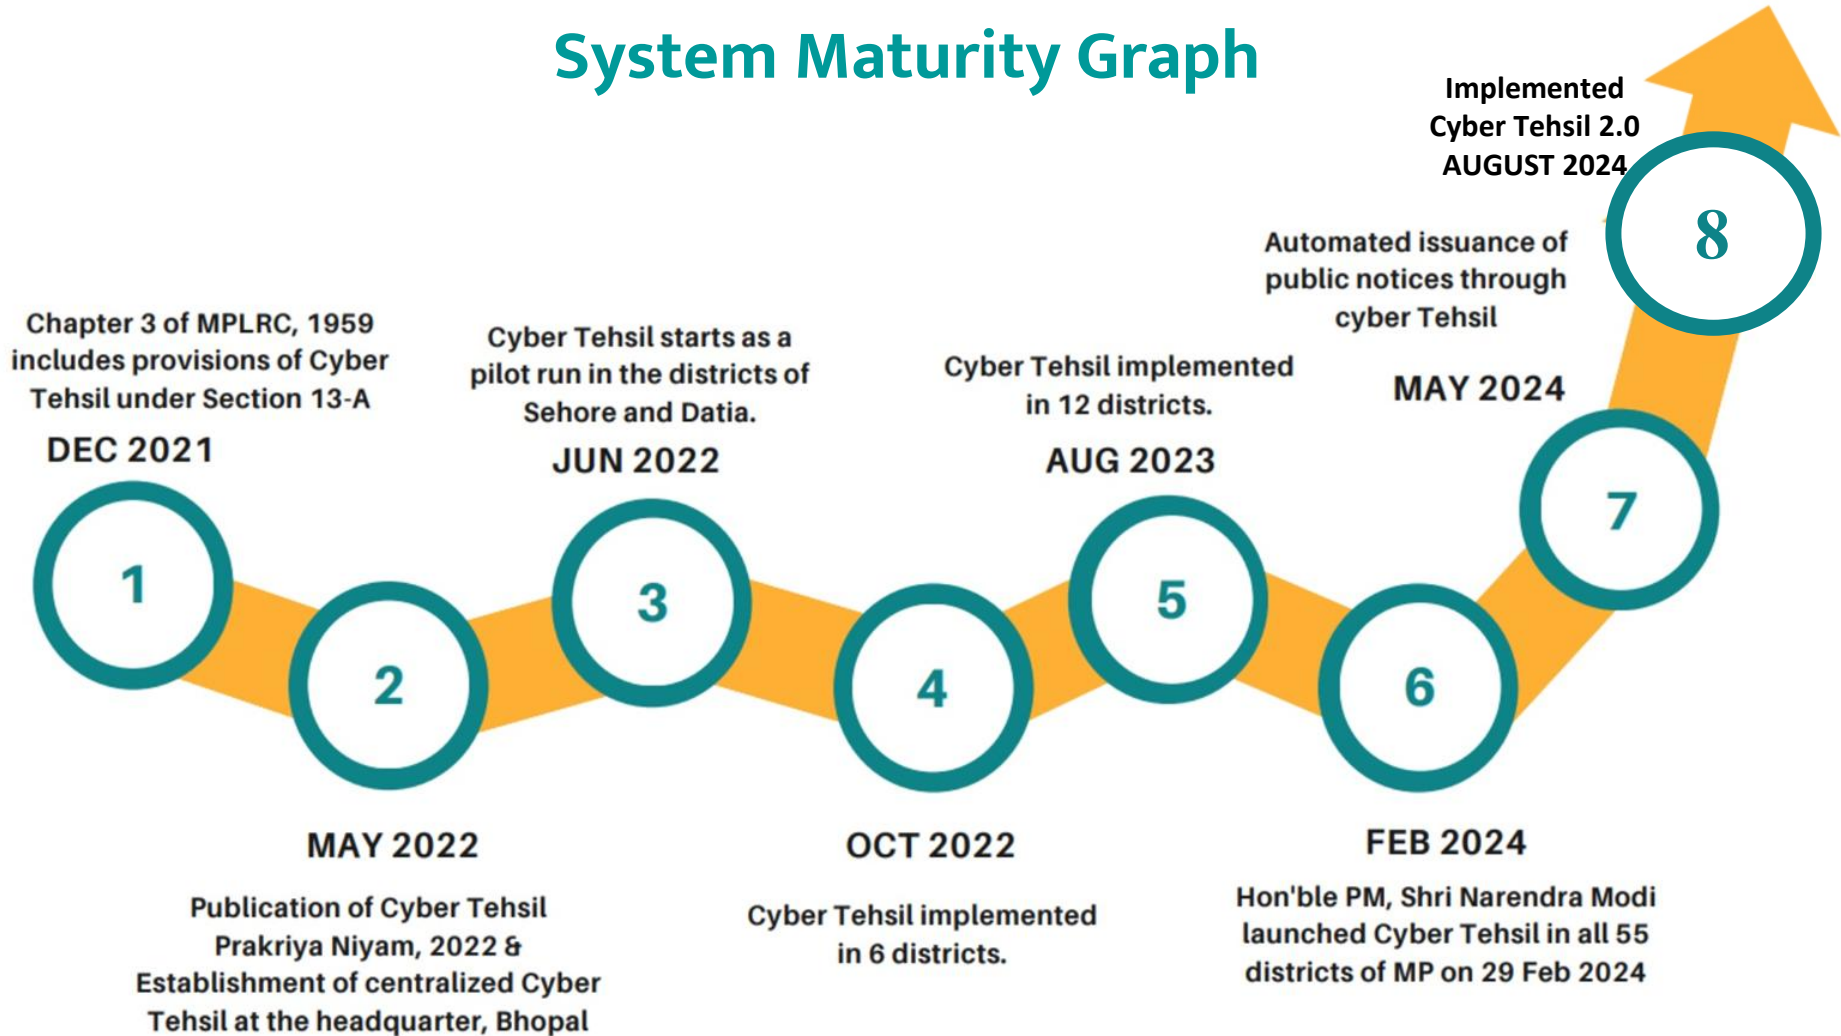 System Maturity Graph
Chapter 3 of MPLRC, 1959
includes provisions of Cyber
Tehsil under Section 13-A
DEC 2021
1
MAY 2022
Publication of Cyber Tehsil
Prakriya Niyam, 2022 &
Establishment of centralized Cyber
Tehsil at the headquarter, Bhopal
2
Cyber Tehsil starts as a
pilot run in the districts of
Sehore and Datia.
JUN 2022
3
OCT 2022
Cyber Tehsil implemented
in 6 districts.
4
Cyber Tehsil implemented
in 12 districts.
AUG 2023
5
FEB 2024
Hon'ble PM, Shri Narendra Modi
launched Cyber Tehsil in all 55
districts of MP on 29 Feb 2024
6
Automated issuance of
public notices through
cyber Tehsil
MAY 2024
7
Implemented
Cyber Tehsil 2.0
AUGUST 2024
8